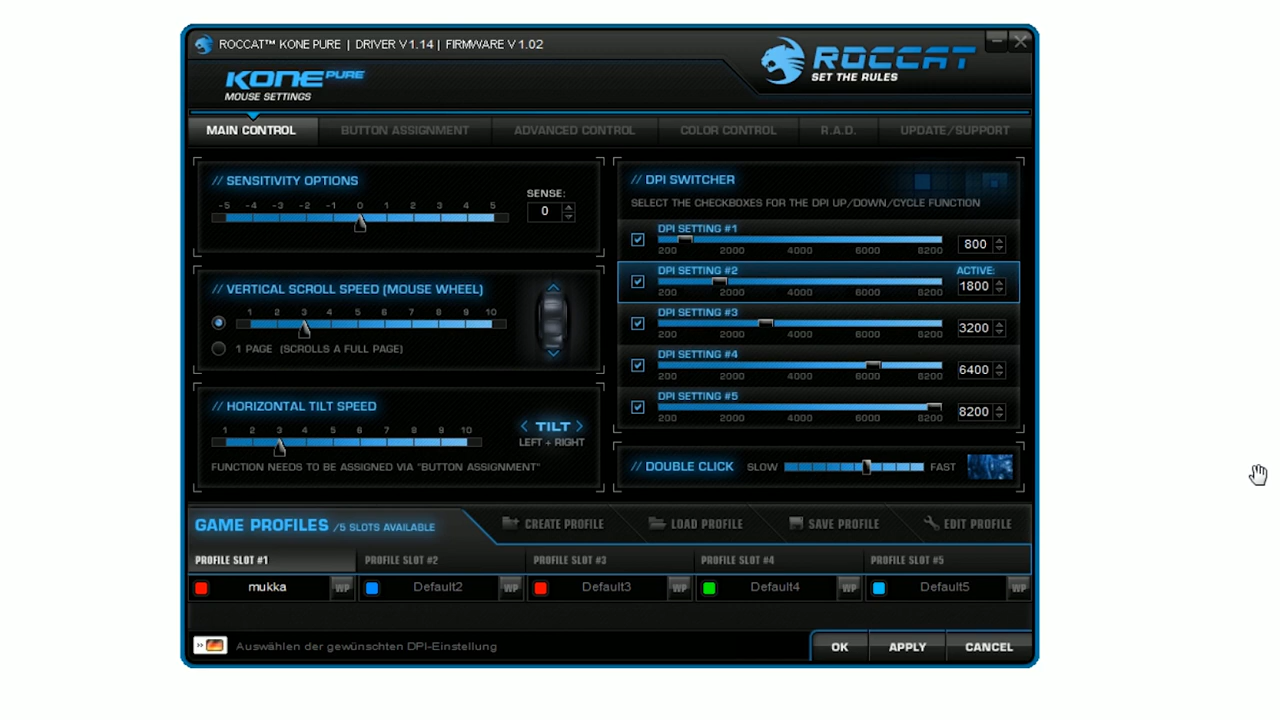 ROCCAT™ KONE PURE | DRIVER V 1.14 | FIRMWARE V 1.02
ROCCAT
SET THE RULES
KONE PURE
MOUSE SETTINGS
MAIN CONTROL BUTTON ASSIGNMENT ADVANCED CONTROL COLOR CONTROL R.A.D. UPDATE/SUPPORT
// SENSITIVITY OPTIONS
-5 -4 -3 -2 -1 0 1 2 3 4 5
SENSE:
0
// VERTICAL SCROLL SPEED (MOUSE WHEEL)
1 2 3 4 5 6 7 8 9 10
1 PAGE (SCROLLS A FULL PAGE)
// HORIZONTAL TILT SPEED
1 2 3 4 5 6 7 8 9 10
< TILT >
LEFT + RIGHT
FUNCTION NEEDS TO BE ASSIGNED VIA "BUTTON ASSIGNMENT"
// DPI SWITCHER
SELECT THE CHECKBOXES FOR THE DPI UP/DOWN/CYCLE FUNCTION
DPI SETTING #1
200 2000 4000 6000 8200
800
DPI SETTING #2
200 2000 4000 6000 8200
ACTIVE:
1800
DPI SETTING #3
200 2000 4000 6000 8200
3200
DPI SETTING #4
200 2000 4000 6000 8200
6400
DPI SETTING #5
200 2000 4000 6000 8200
8200
// DOUBLE CLICK SLOW FAST
GAME PROFILES /5 SLOTS AVAILABLE
CREATE PROFILE LOAD PROFILE SAVE PROFILE EDIT PROFILE
PROFILE SLOT #1 PROFILE SLOT #2 PROFILE SLOT #3 PROFILE SLOT #4 PROFILE SLOT #5
mukka WP Default2 WP Default3 WP Default4 WP Default5 WP
Auswählen der gewünschten DPI-Einstellung
OK APPLY CANCEL